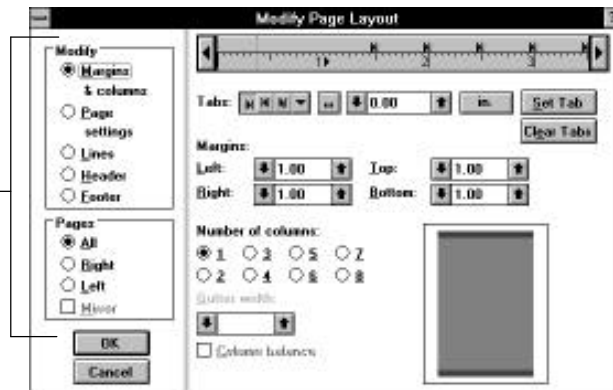 Modify Page Layout
Modify
Margins
& columns
Page
settings
Lines
Header
Footer
Pages
All
Right
Left
Mirror
OK
Cancel
1 2 3
Tabs: 0.00 in. Set Tab
Clear Tabs
Margins:
Left: 1.00 Top: 1.00
Right: 1.00 Bottom: 1.00
Number of columns:
1 3 5 7
2 4 6 8
Gutter width:
Column balance